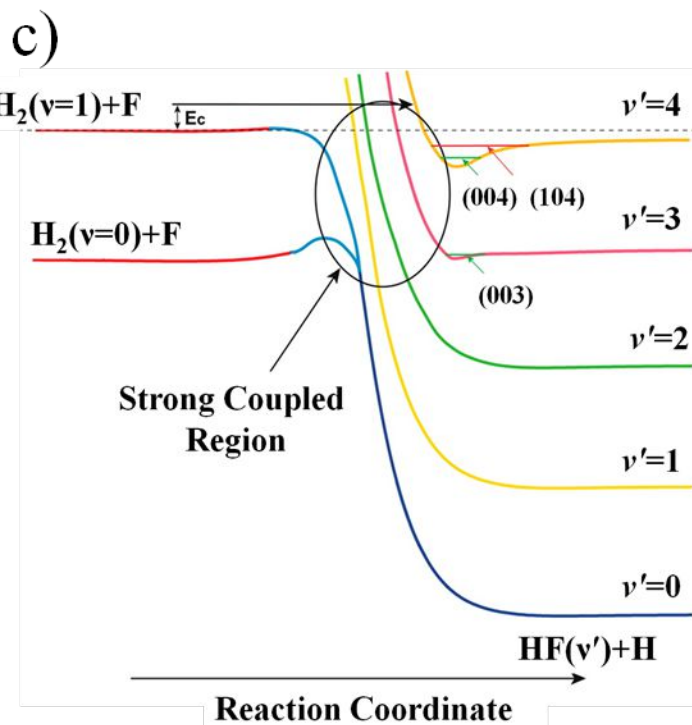 c)
H₂(ν=1)+F
Ec
ν'=4
(004) (104)
H₂(ν=0)+F
ν'=3
(003)
ν'=2
Strong Coupled
Region
ν'=1
ν'=0
HF(ν')+H
Reaction Coordinate